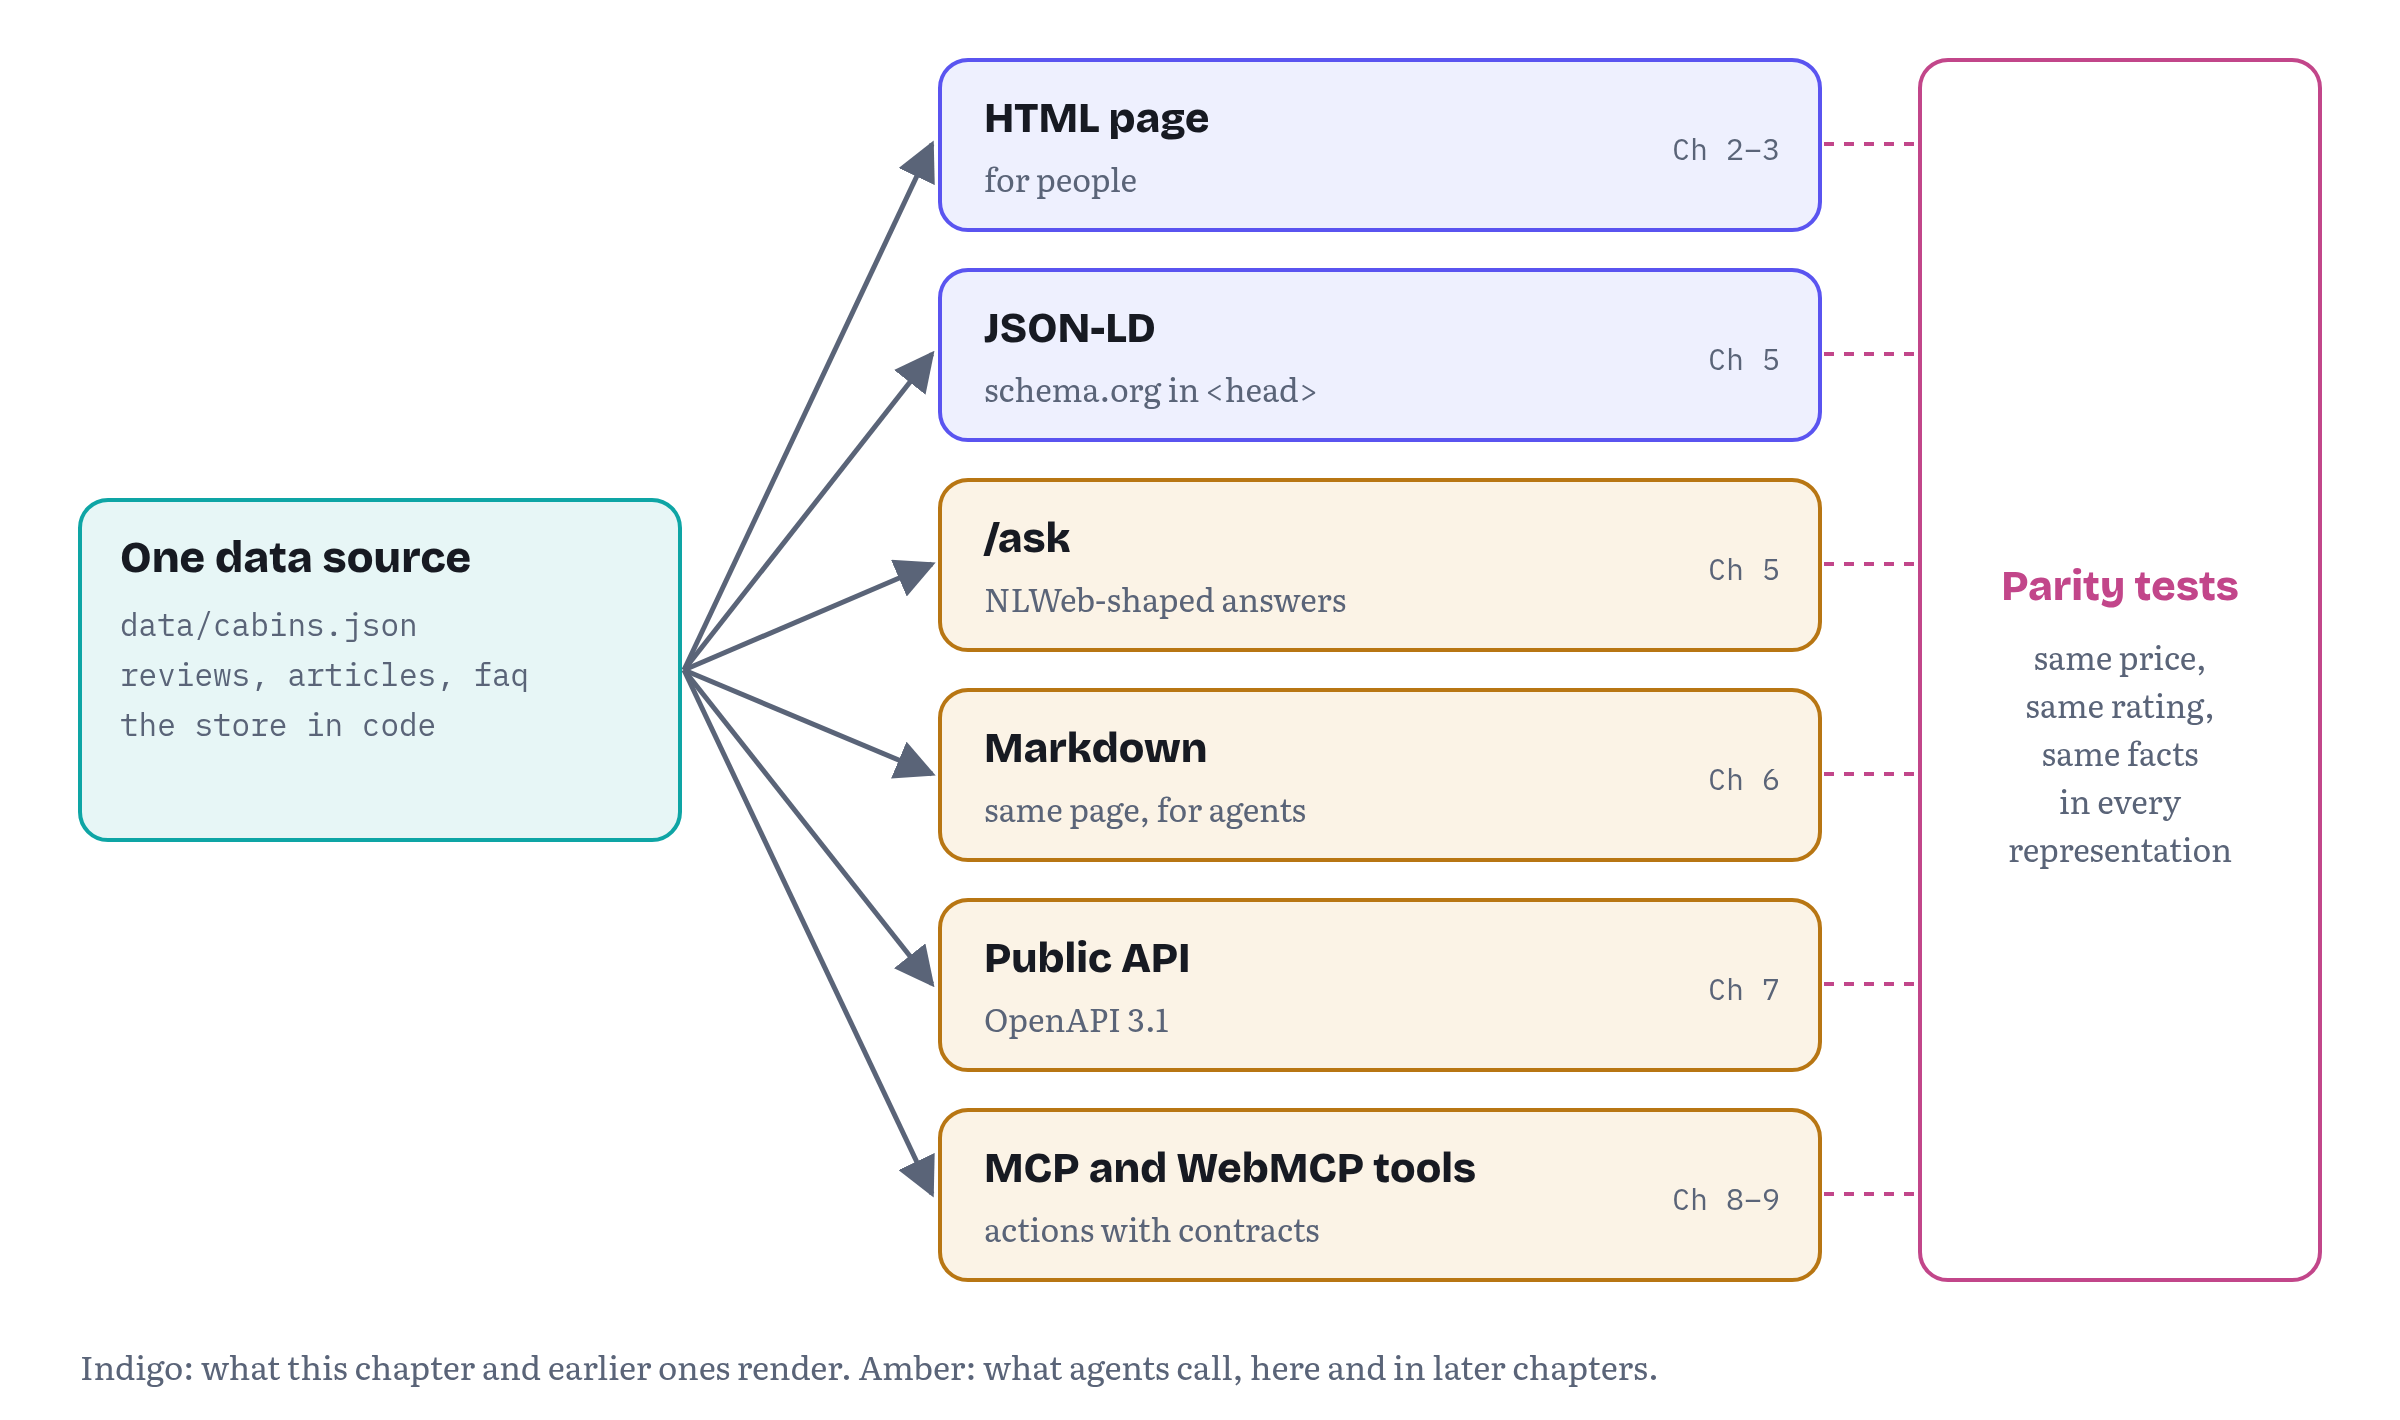 One data source
data/cabins.json
reviews, articles, faq
the store in code
HTML page
for people
Ch 2–3
JSON-LD
schema.org in <head>
Ch 5
/ask
NLWeb-shaped answers
Ch 5
Markdown
same page, for agents
Ch 6
Public API
OpenAPI 3.1
Ch 7
MCP and WebMCP tools
actions with contracts
Ch 8–9
Parity tests
same price,
same rating,
same facts
in every
representation
Indigo: what this chapter and earlier ones render. Amber: what agents call, here and in later chapters.